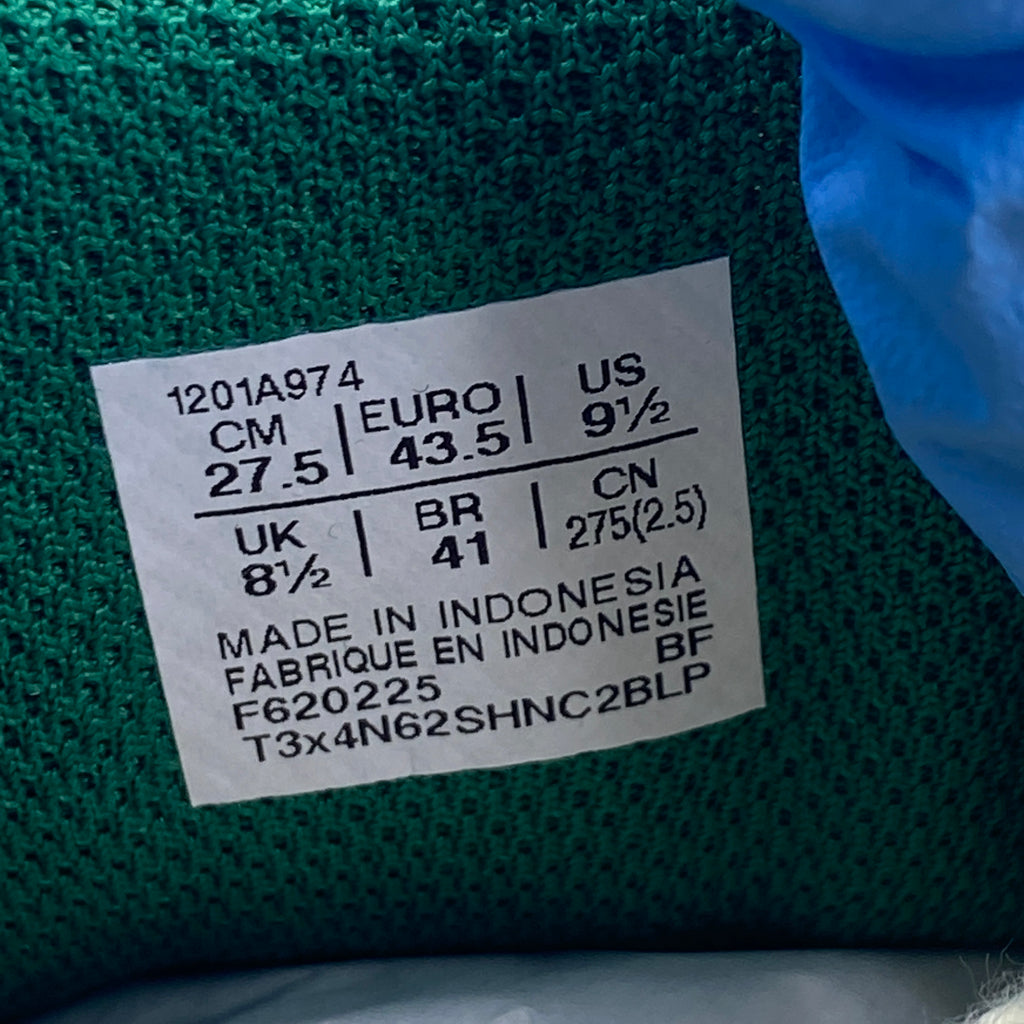 1201A974
CM | EURO | US
27.5 | 43.5 | 9½
UK | BR | CN
8½ | 41 | 275(2.5)
MADE IN INDONESIA
FABRIQUE EN INDONESIE
F620225 BF
T3x4N62SHNC2BLP